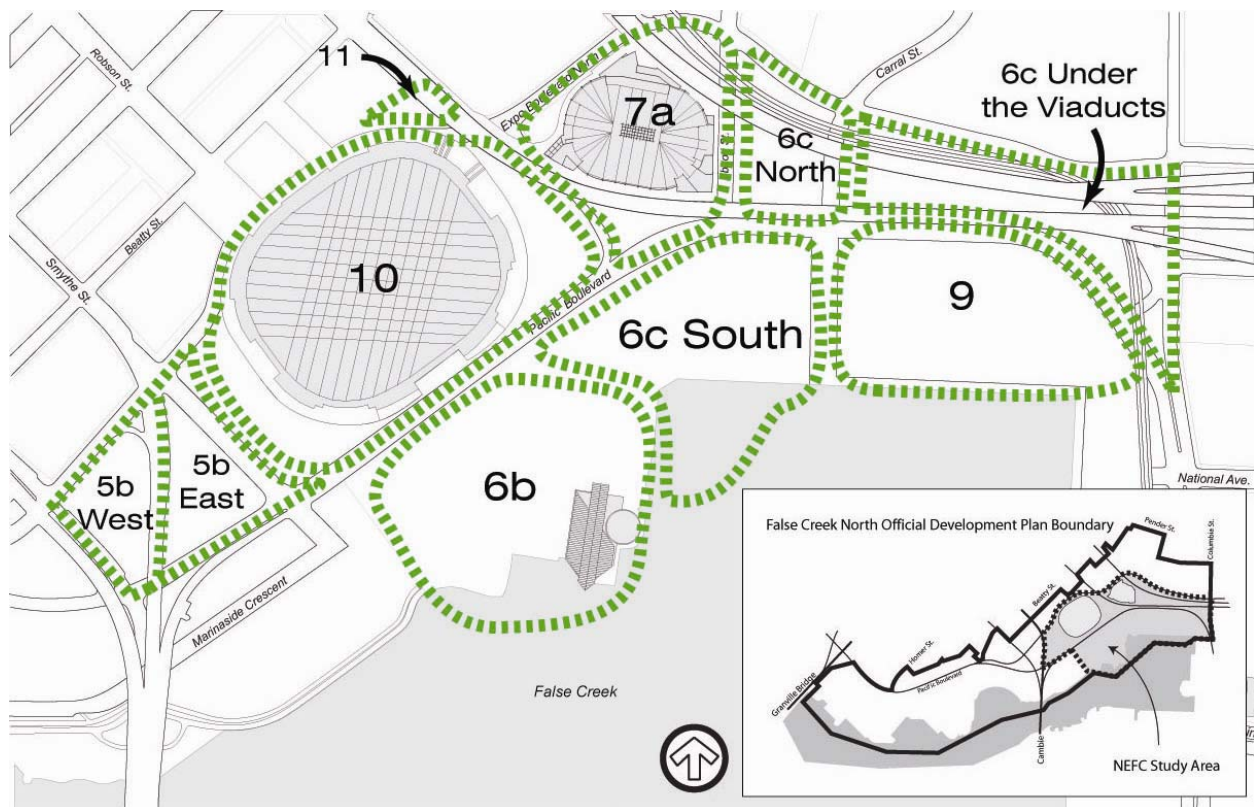 Robson St.
11
Expo Boulevard North
7a
Carral St.
6c Under
the Viaducts
6c
North
Beatty St.
Smythe St.
10
Pacific Boulevard
6c South
9
5b
West
5b
East
6b
Marinaside Crescent
False Creek
National Ave.
False Creek North Official Development Plan Boundary
Pender St.
Columbia St.
Beatty St.
Homer St.
Pacific Boulevard
Granville Bridge
Cambie
NEFC Study Area